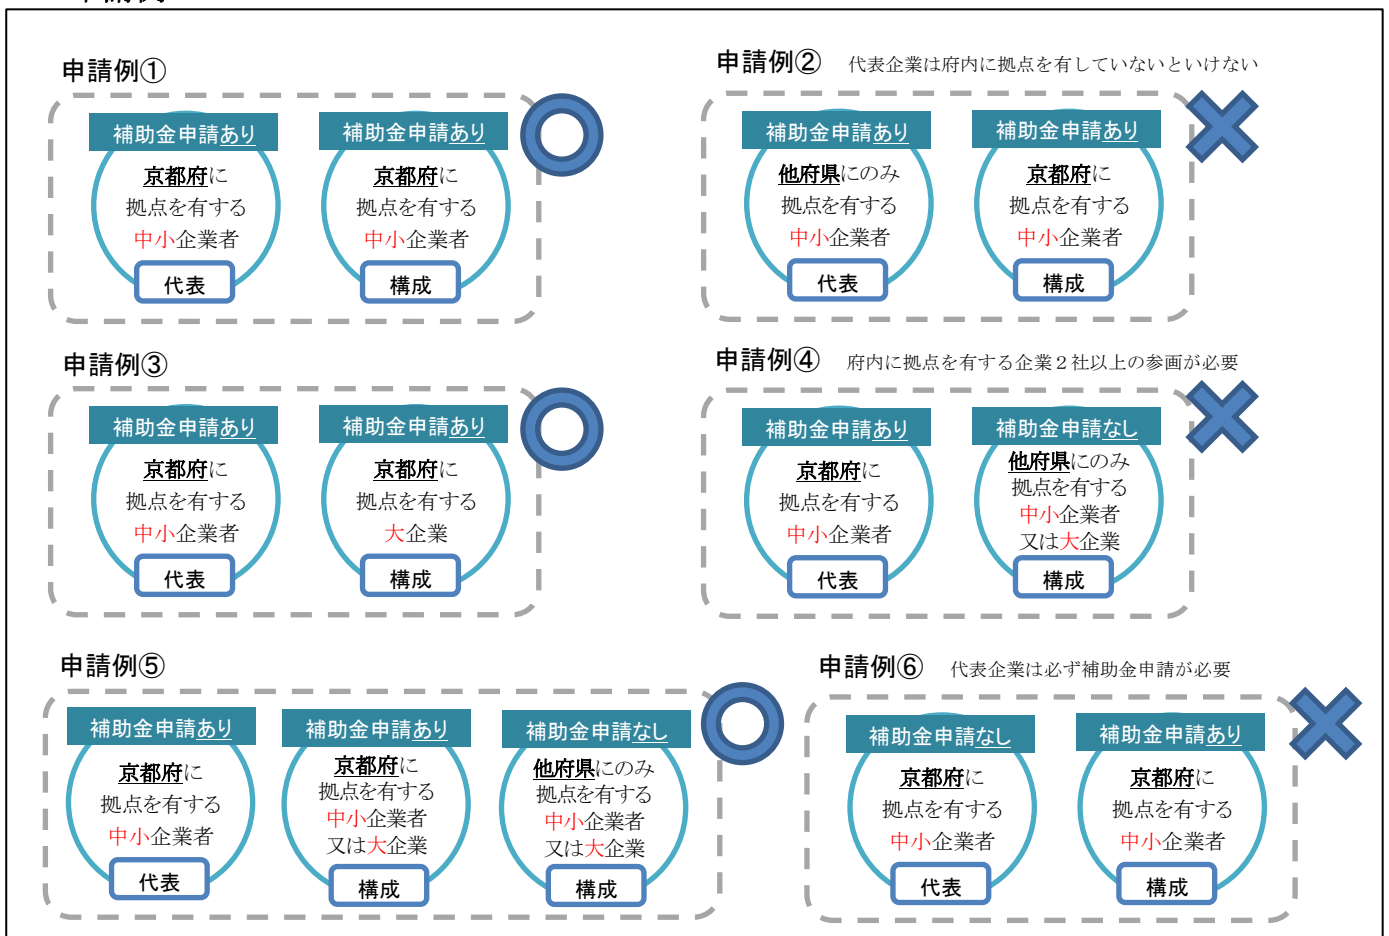 申請例
申請例①
補助金申請あり
京都府に
拠点を有する
中小企業者
代表
補助金申請あり
京都府に
拠点を有する
中小企業者
構成
申請例② 代表企業は府内に拠点を有していないといけない
補助金申請あり
他府県にのみ
拠点を有する
中小企業者
代表
補助金申請あり
京都府に
拠点を有する
中小企業者
構成
申請例③
補助金申請あり
京都府に
拠点を有する
中小企業者
代表
補助金申請あり
京都府に
拠点を有する
大企業
構成
申請例④ 府内に拠点を有する企業2社以上の参画が必要
補助金申請あり
京都府に
拠点を有する
中小企業者
代表
補助金申請なし
他府県にのみ
拠点を有する
中小企業者
又は大企業
構成
申請例⑤
補助金申請あり
京都府に
拠点を有する
中小企業者
代表
補助金申請あり
京都府に
拠点を有する
中小企業者
又は大企業
構成
補助金申請なし
他府県にのみ
拠点を有する
中小企業者
又は大企業
構成
申請例⑥ 代表企業は必ず補助金申請が必要
補助金申請なし
京都府に
拠点を有する
中小企業者
代表
補助金申請あり
京都府に
拠点を有する
中小企業者
構成